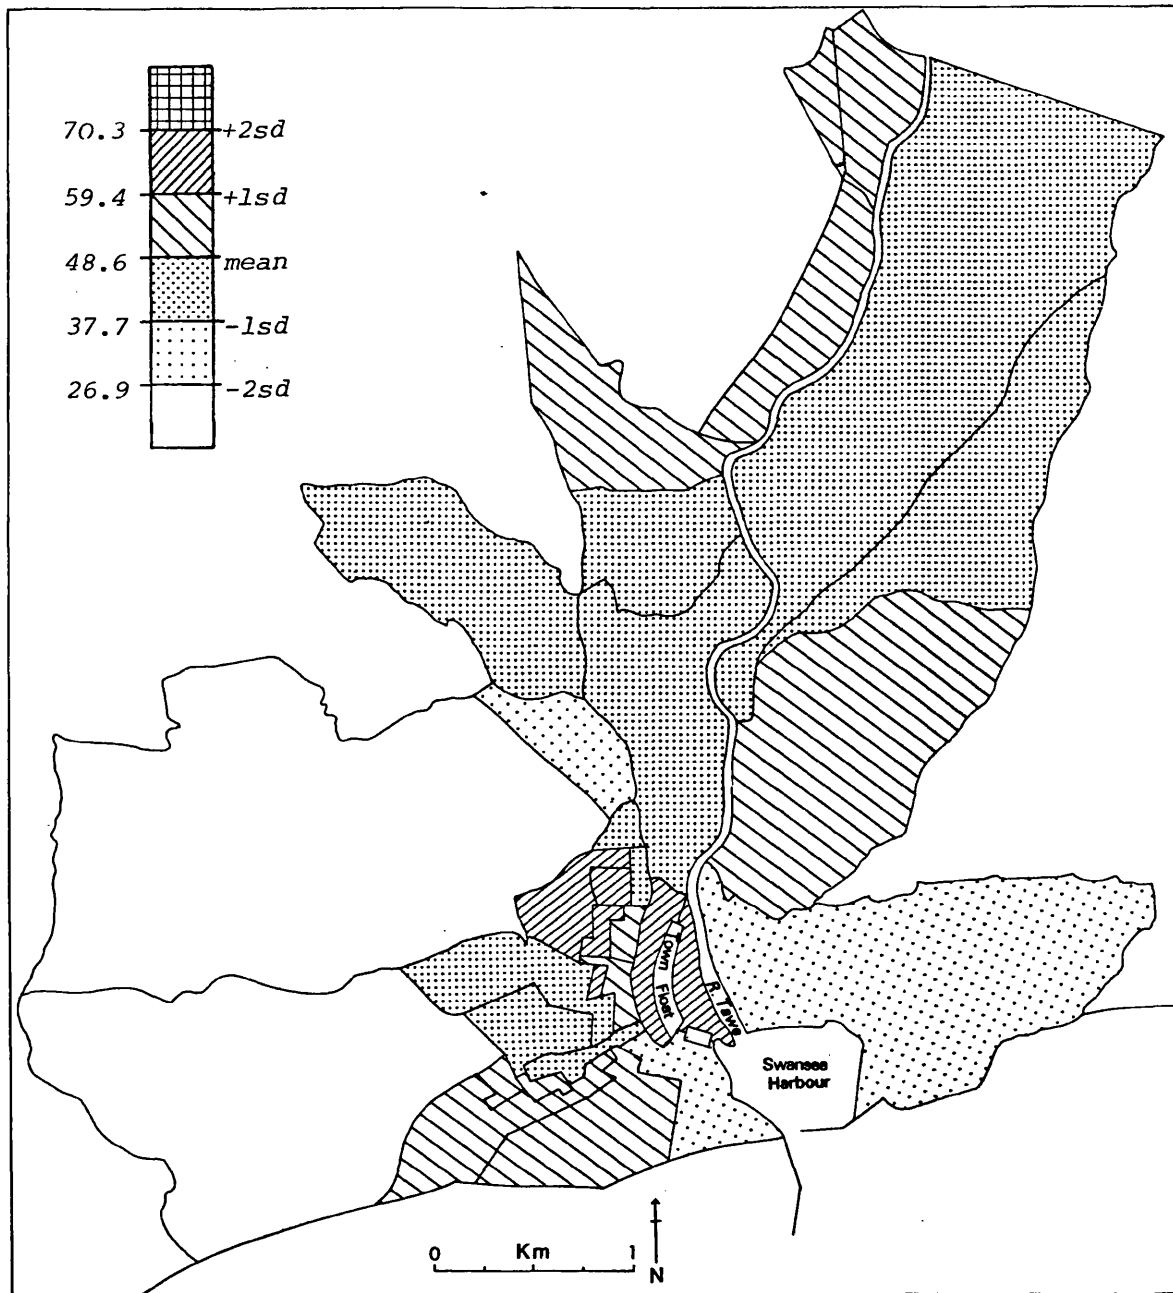 70.3 +2sd
59.4 +1sd
48.6 mean
37.7 -1sd
26.9 -2sd
Town Float
R. Tawe
Swansea
Harbour
0 Km 1
N